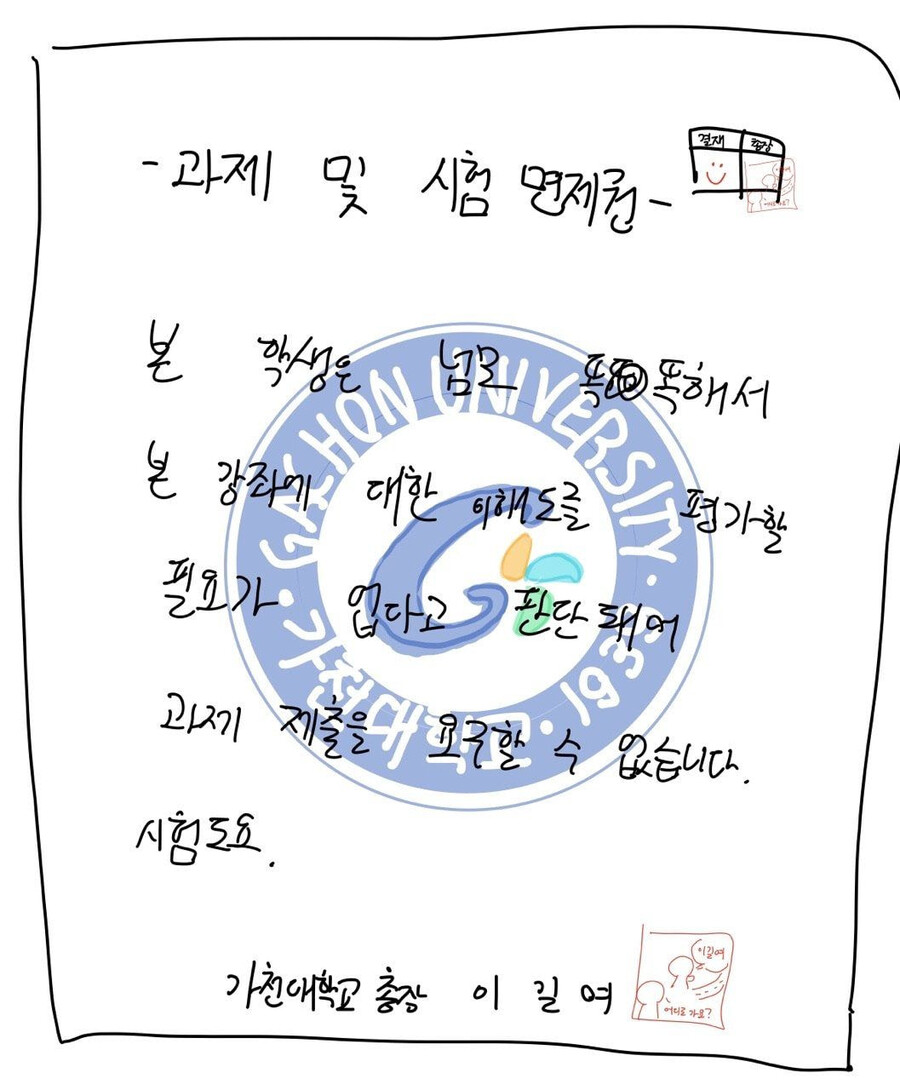 - 과제 및 시험 면제권 -
결재 총장
본 학생은 넘모 똑똑해서
본 강좌에 대한 이해도를 평가할
필요가 없다고 판단돼어
과제 제출을 요구할 수 없습니다.
시험도요.
GACHON UNIVERSITY · 1939 · 가천대학교 ·
가천대학교 총장 이 길 여
이길여
어디로 가요?